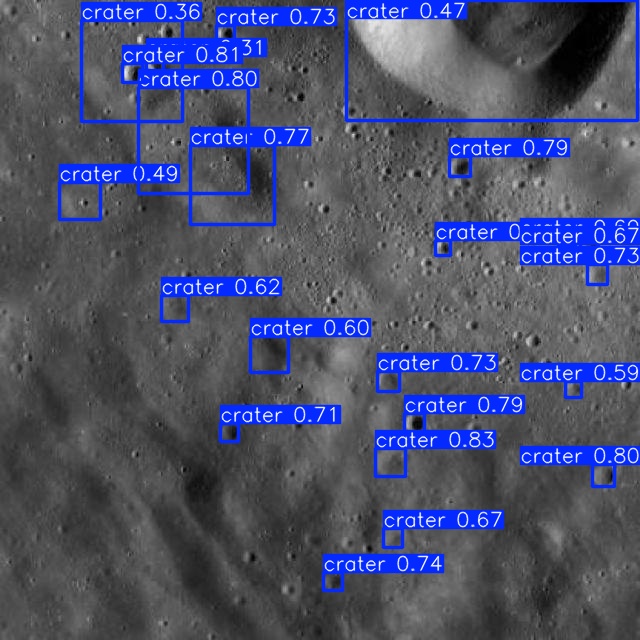 crater 0.36
crater 0.47
crater 0.73
31
crater 0.81
crater 0.80
crater 0.77
crater 0.79
crater 0.49
crater 0.67
crater 0.73
crater 0.62
crater 0.60
crater 0.73
crater 0.59
crater 0.79
crater 0.71
crater 0.83
crater 0.80
crater 0.67
crater 0.74